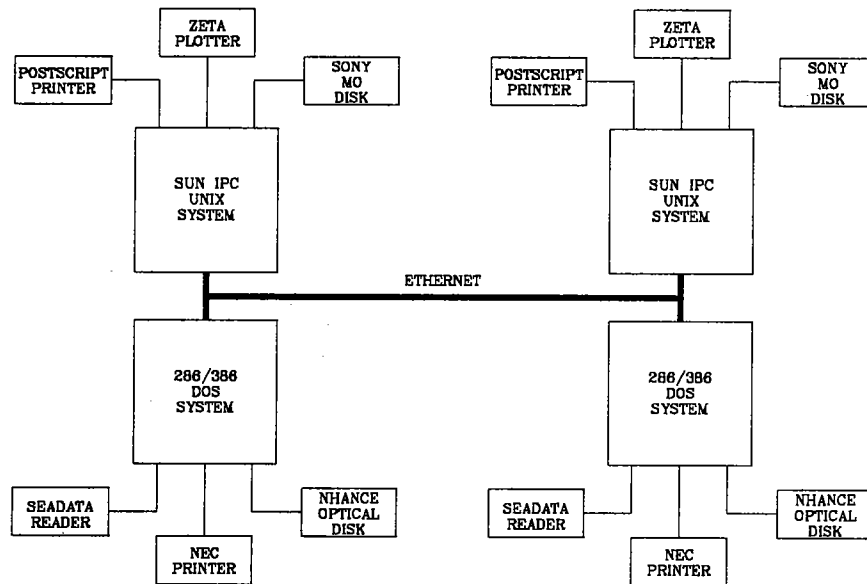 ZETA
PLOTTER
POSTSCRIPT
PRINTER
SONY
MO
DISK
SUN IPC
UNIX
SYSTEM
ZETA
PLOTTER
POSTSCRIPT
PRINTER
SONY
MO
DISK
SUN IPC
UNIX
SYSTEM
ETHERNET
286/386
DOS
SYSTEM
SEADATA
READER
NHANCE
OPTICAL
DISK
NEC
PRINTER
286/386
DOS
SYSTEM
SEADATA
READER
NHANCE
OPTICAL
DISK
NEC
PRINTER